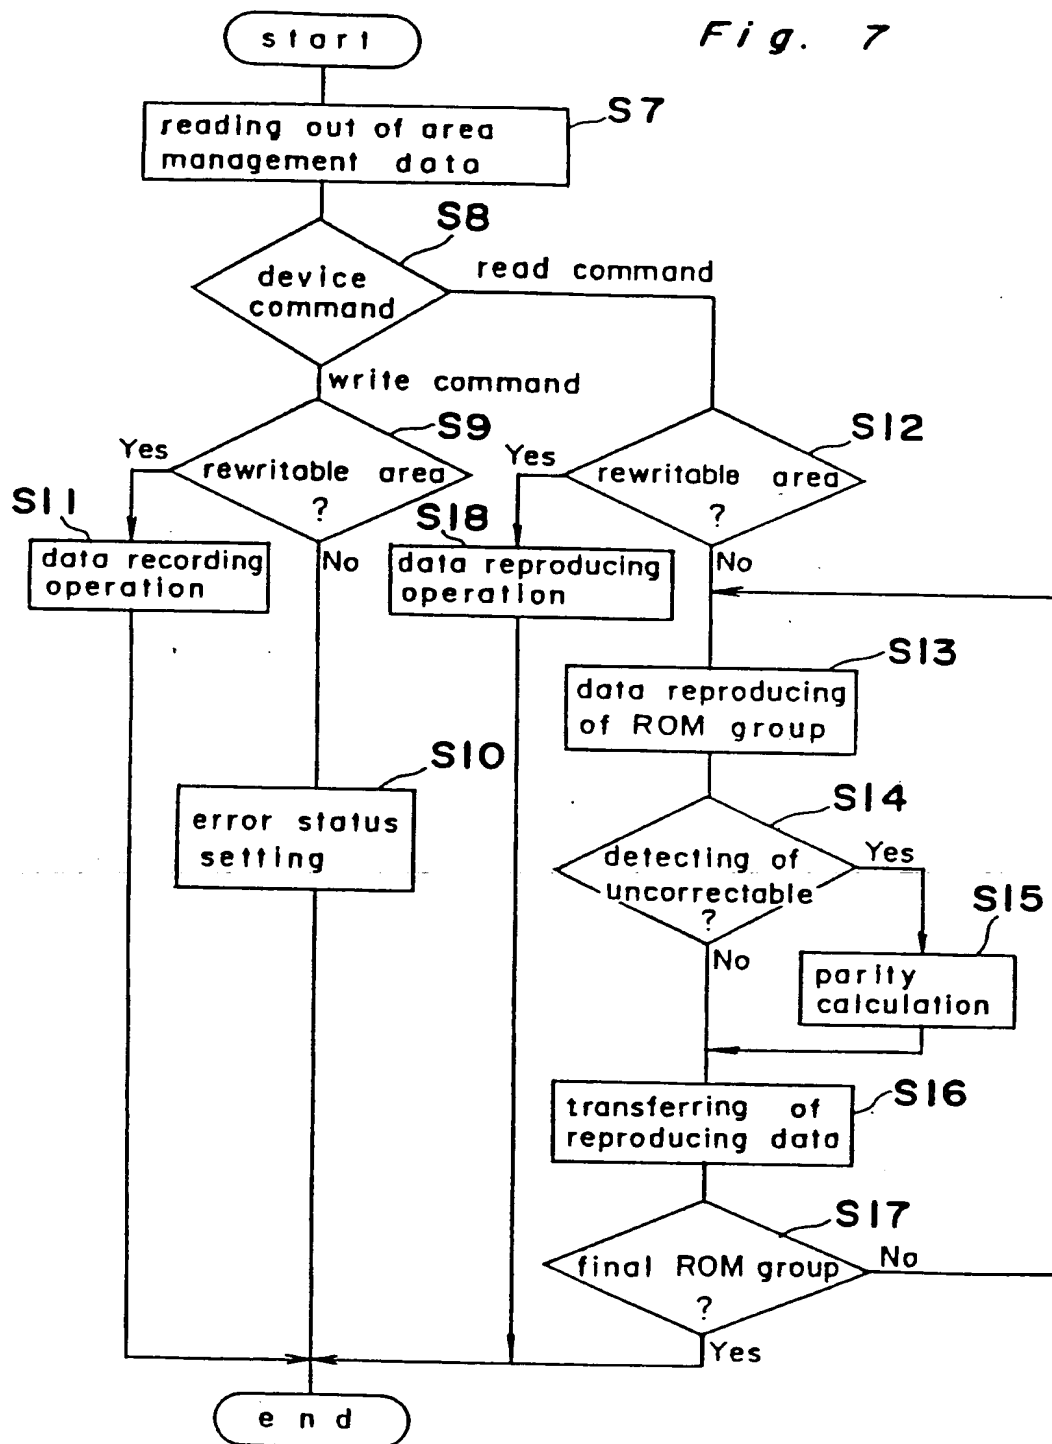 Fig. 7
start
S7
reading out of area
management data
S8
device
command
read command
write command
S9
Yes
rewritable area
?
No
S12
Yes
rewritable area
?
No
S11
data recording
operation
S18
data reproducing
operation
S13
data reproducing
of ROM group
S10
error status
setting
S14
detecting of
uncorrectable
?
Yes
No
S15
parity
calculation
S16
transferring of
reproducing data
S17
final ROM group
?
No
Yes
end